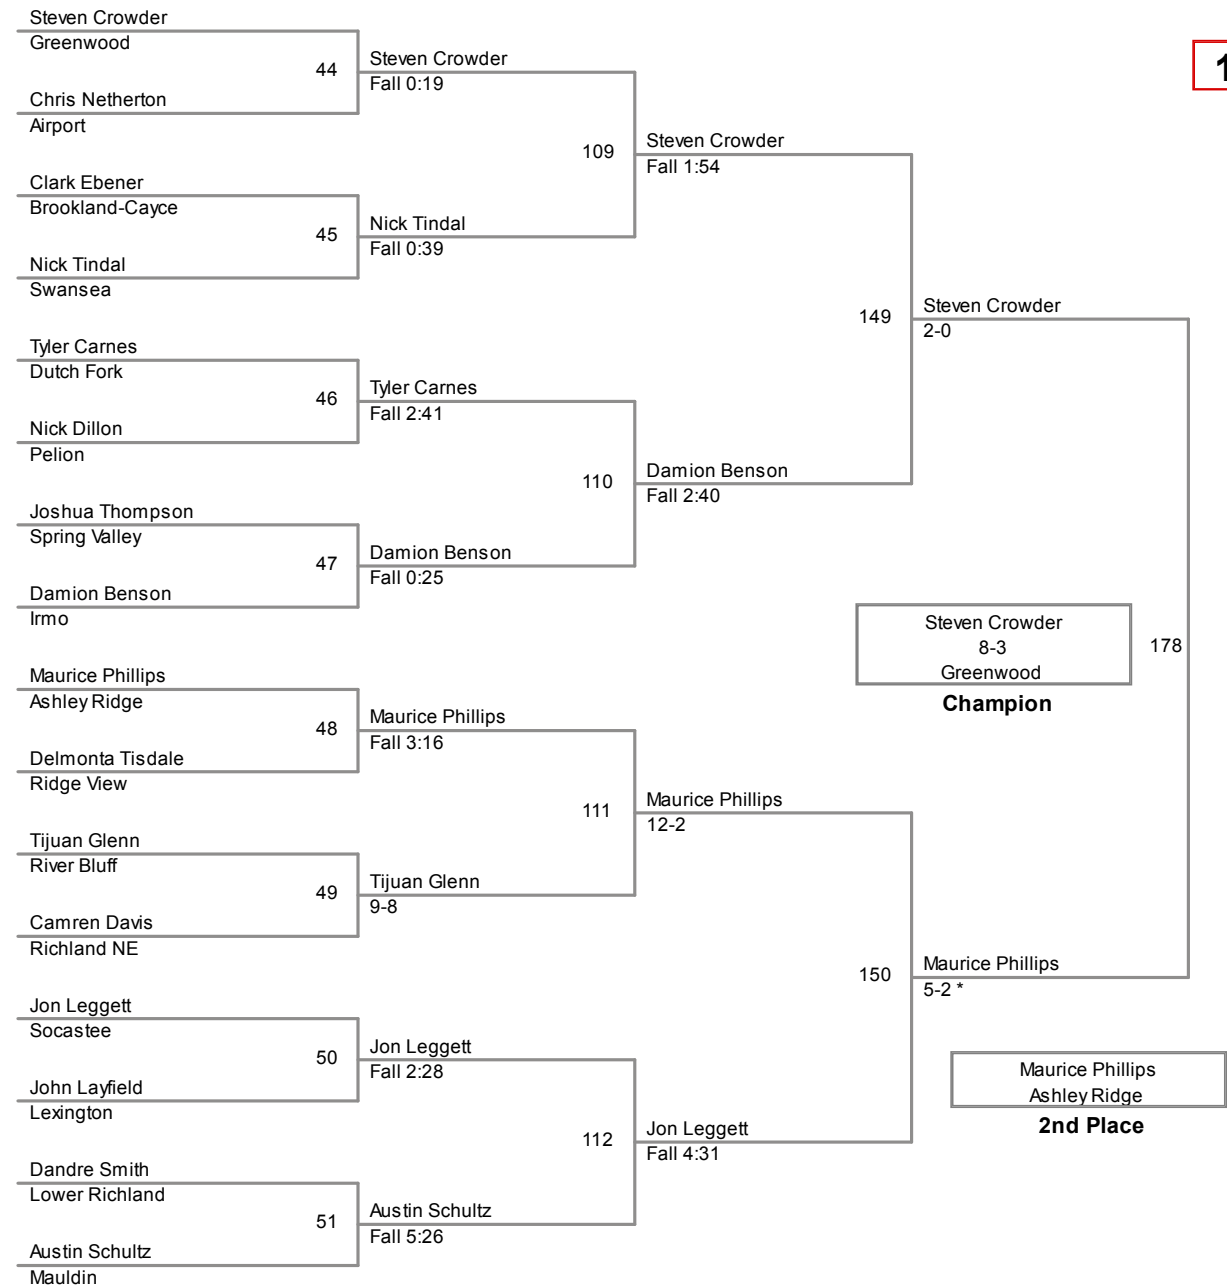 Steven Crowder
Greenwood
44
Chris Netherton
Airport
Steven Crowder
Fall 0:19
Clark Ebener
Brookland-Cayce
45
Nick Tindal
Swansea
Nick Tindal
Fall 0:39
109
Steven Crowder
Fall 1:54
Tyler Carnes
Dutch Fork
46
Nick Dillon
Pelion
Tyler Carnes
Fall 2:41
Joshua Thompson
Spring Valley
47
Damion Benson
Irmo
Damion Benson
Fall 0:25
110
Damion Benson
Fall 2:40
149
Steven Crowder
2-0
Maurice Phillips
Ashley Ridge
48
Delmonta Tisdale
Ridge View
Maurice Phillips
Fall 3:16
Tijuan Glenn
River Bluff
49
Camren Davis
Richland NE
Tijuan Glenn
9-8
111
Maurice Phillips
12-2
Jon Leggett
Socastee
50
John Layfield
Lexington
Jon Leggett
Fall 2:28
Dandre Smith
Lower Richland
51
Austin Schultz
Mauldin
Austin Schultz
Fall 5:26
112
Jon Leggett
Fall 4:31
150
Maurice Phillips
5-2 *
178
Steven Crowder
8-3
Greenwood
Champion
Maurice Phillips
Ashley Ridge
2nd Place